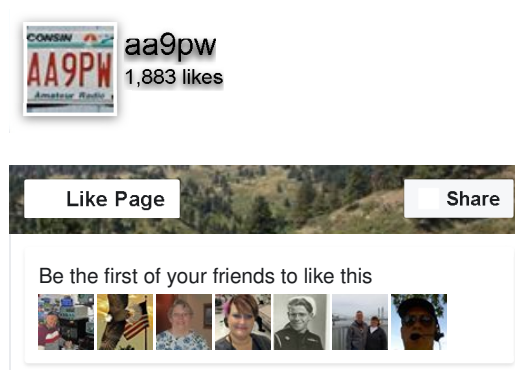 CONSIN
AA9PW
Amateur Radio
aa9pw
1,883 likes
Like Page
Share
Be the first of your friends to like this